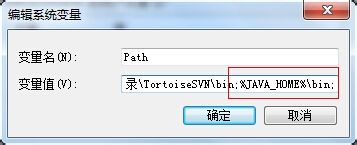 编辑系统变量
变量名(N):
Path
变量值(V):
录\TortoiseSVN\bin;%JAVA_HOME%\bin;
确定
取消